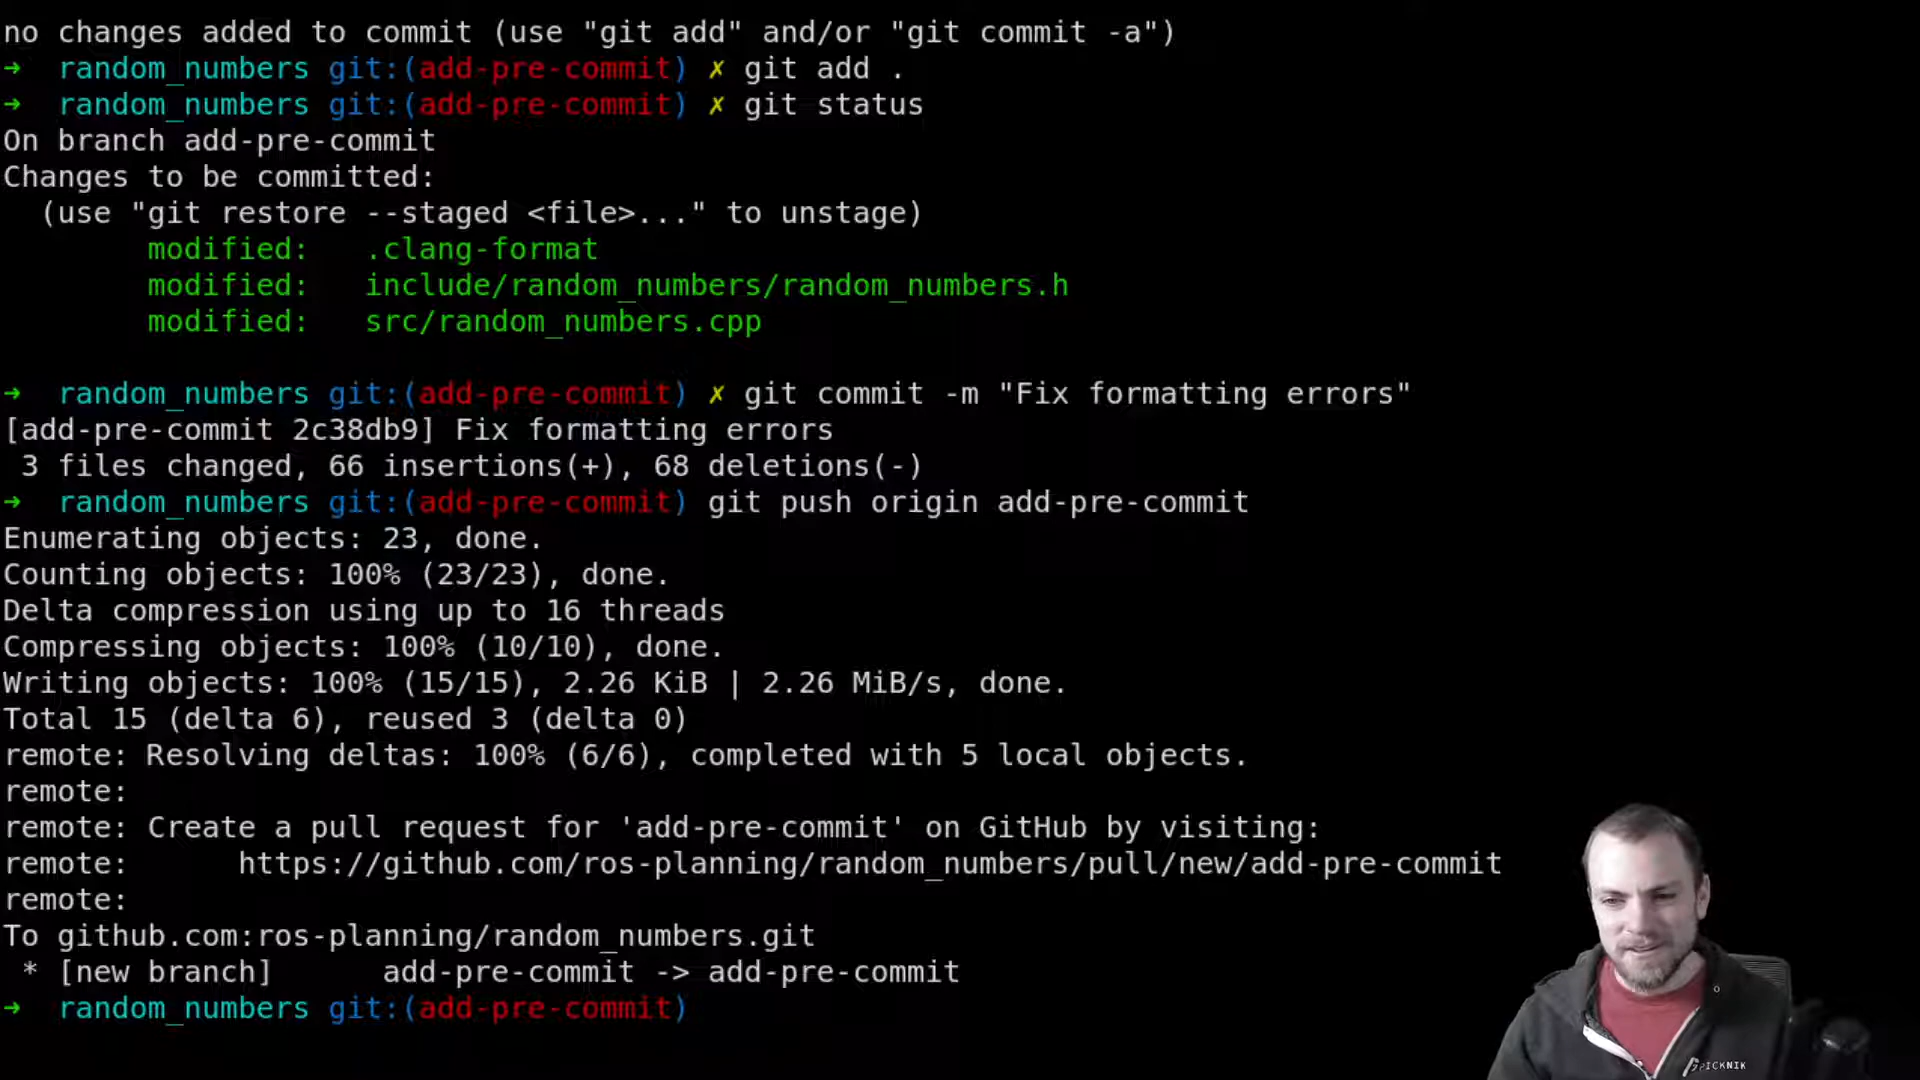 no changes added to commit (use "git add" and/or "git commit -a")
➜  random_numbers git:(add-pre-commit) ✗ git add .
➜  random_numbers git:(add-pre-commit) ✗ git status
On branch add-pre-commit
Changes to be committed:
  (use "git restore --staged <file>..." to unstage)
        modified:   .clang-format
        modified:   include/random_numbers/random_numbers.h
        modified:   src/random_numbers.cpp
➜  random_numbers git:(add-pre-commit) ✗ git commit -m "Fix formatting errors"
[add-pre-commit 2c38db9] Fix formatting errors
 3 files changed, 66 insertions(+), 68 deletions(-)
➜  random_numbers git:(add-pre-commit) git push origin add-pre-commit
Enumerating objects: 23, done.
Counting objects: 100% (23/23), done.
Delta compression using up to 16 threads
Compressing objects: 100% (10/10), done.
Writing objects: 100% (15/15), 2.26 KiB | 2.26 MiB/s, done.
Total 15 (delta 6), reused 3 (delta 0)
remote: Resolving deltas: 100% (6/6), completed with 5 local objects.
remote:
remote: Create a pull request for 'add-pre-commit' on GitHub by visiting:
remote:      https://github.com/ros-planning/random_numbers/pull/new/add-pre-commit
remote:
To github.com:ros-planning/random_numbers.git
 * [new branch]      add-pre-commit -> add-pre-commit
➜  random_numbers git:(add-pre-commit)
PICKNIK